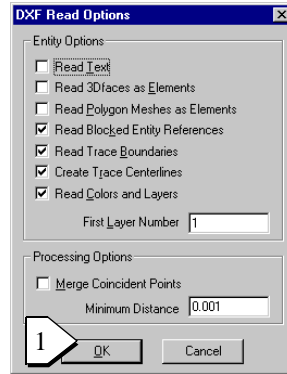 DXF Read Options
Entity Options
Read Text
Read 3Dfaces as Elements
Read Polygon Meshes as Elements
Read Blocked Entity References
Read Trace Boundaries
Create Trace Centerlines
Read Colors and Layers
First Layer Number 1
Processing Options
Merge Coincident Points
Minimum Distance 0.001
1
OK Cancel